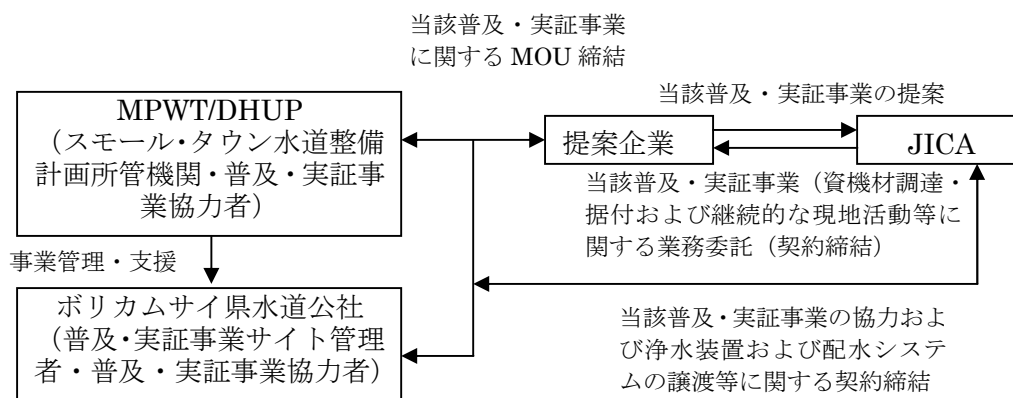 当該普及・実証事業
に関する MOU 締結
当該普及・実証事業の提案
MPWT/DHUP
（スモール・タウン水道整備
計画所管機関・普及・実証事
業協力者）
提案企業
JICA
当該普及・実証事業（資機材調達・
据付および継続的な現地活動等に
関する業務委託（契約締結）
事業管理・支援
ボリカムサイ県水道公社
（普及・実証事業サイト管理
者・普及・実証事業協力者）
当該普及・実証事業の協力およ
び浄水装置および配水システ
ムの譲渡等に関する契約締結